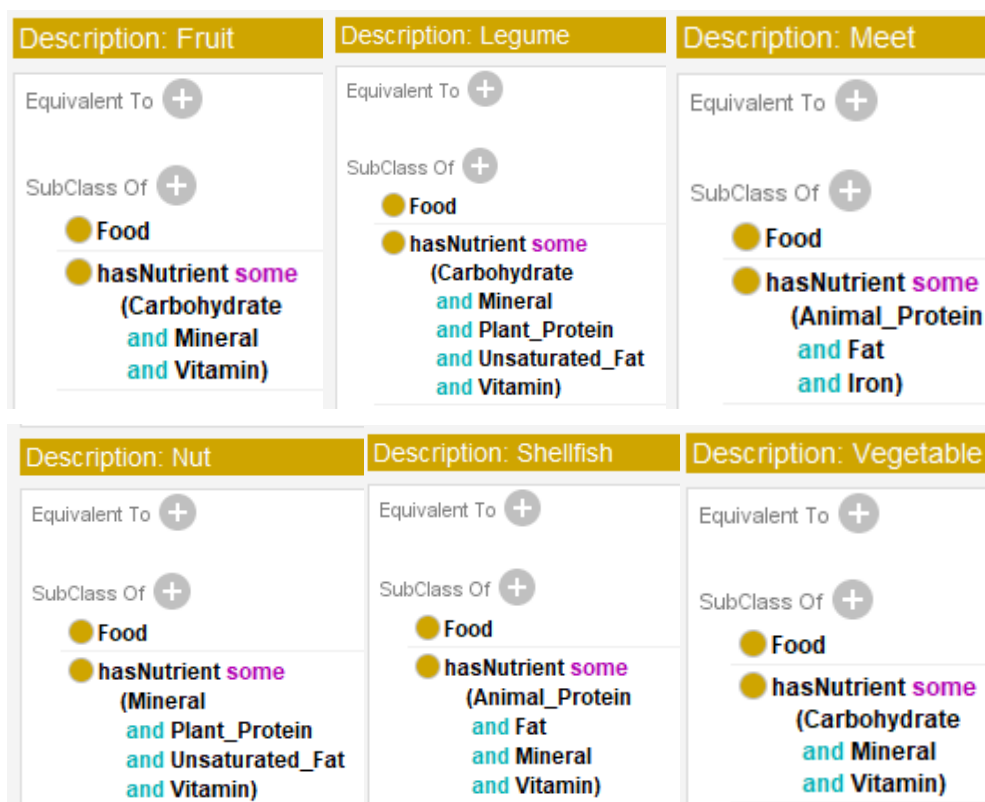 Description: Fruit
Equivalent To
SubClass Of
Food
hasNutrient some
(Carbohydrate
and Mineral
and Vitamin)
Description: Legume
Equivalent To
SubClass Of
Food
hasNutrient some
(Carbohydrate
and Mineral
and Plant_Protein
and Unsaturated_Fat
and Vitamin)
Description: Meet
Equivalent To
SubClass Of
Food
hasNutrient some
(Animal_Protein
and Fat
and Iron)
Description: Nut
Equivalent To
SubClass Of
Food
hasNutrient some
(Mineral
and Plant_Protein
and Unsaturated_Fat
and Vitamin)
Description: Shellfish
Equivalent To
SubClass Of
Food
hasNutrient some
(Animal_Protein
and Fat
and Mineral
and Vitamin)
Description: Vegetable
Equivalent To
SubClass Of
Food
hasNutrient some
(Carbohydrate
and Mineral
and Vitamin)